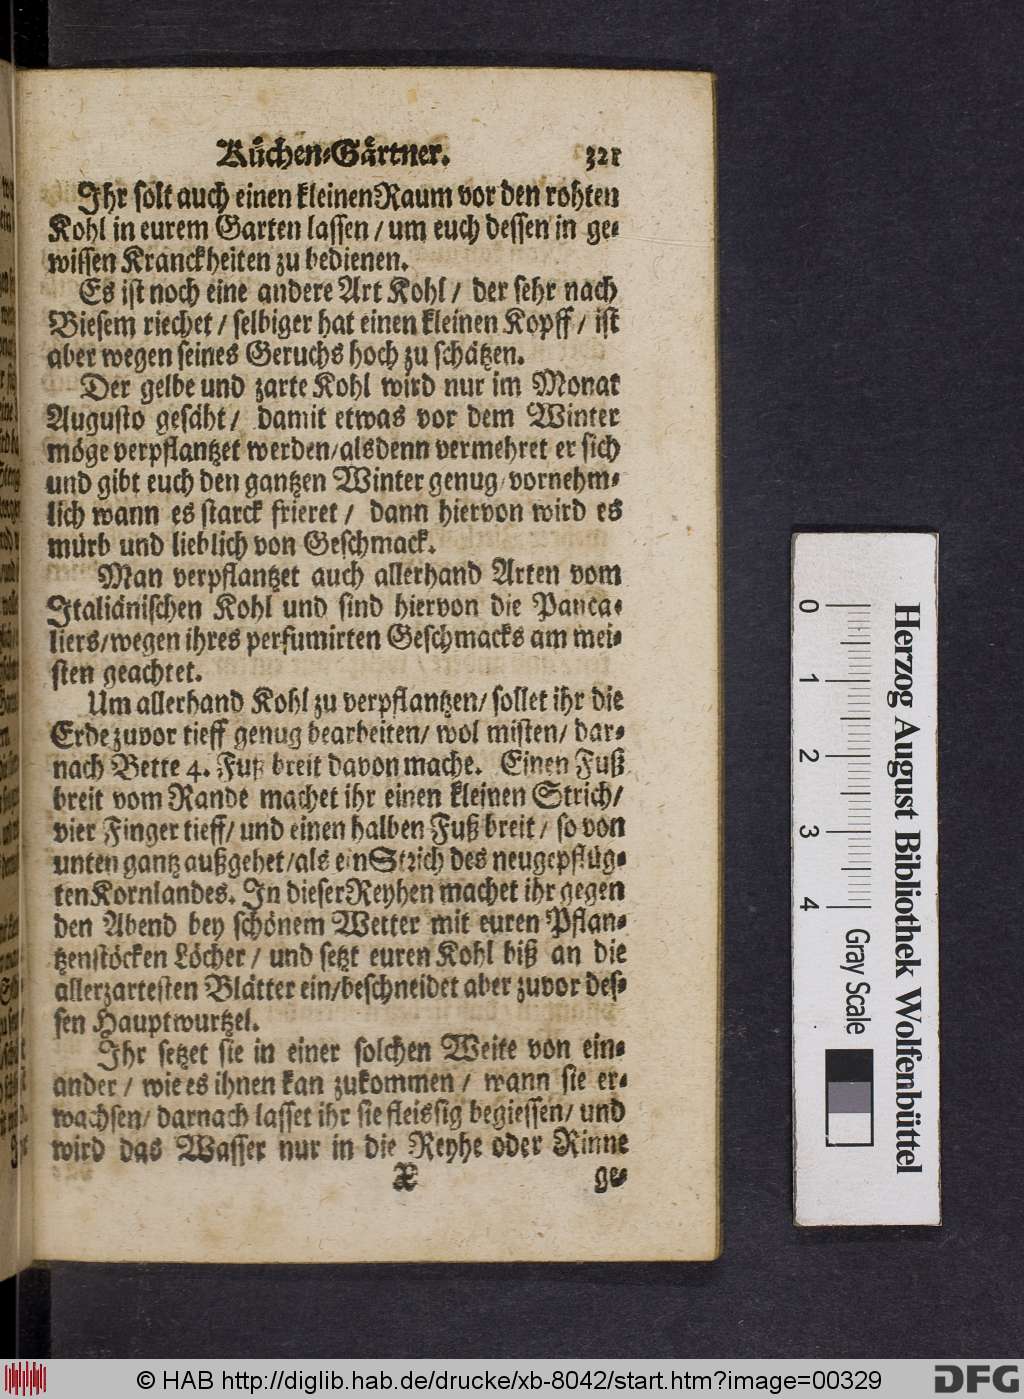 Küchen-Gärtner. 321
Ihr solt auch einen kleinen Raum vor den rohten
Kohl in eurem Garten lassen / um euch dessen in ge-
wissen Kranckheiten zu bedienen.
Es ist noch eine andere Art Kohl / der sehr nach
Biesem riechet / selbiger hat einen kleinen Kopff / ist
aber wegen seines Geruchs hoch zu schätzen.
Der gelbe und zarte Kohl wird nur im Monat
Augusto gesäht / damit etwas vor dem Winter
möge verpflantzet werden / alsdenn vermehret er sich
und gibt euch den gantzen Winter genug / vornehm-
lich wann es starck frieret / dann hiervon wird es
mürb und lieblich von Geschmack.
Man verpflantzet auch allerhand Arten vom
Italiänischen Kohl und sind hiervon die Panca-
liers / wegen ihres perfumirten Geschmacks am mei-
sten geachtet.
Um allerhand Kohl zu verpflantzen / sollet ihr die
Erde zuvor tieff genug bearbeiten / wol misten / dar-
nach Bette 4. Fuß breit davon mache. Einen Fuß
breit vom Rande machet ihr einen kleinen Strich /
vier Finger tieff / und einen halben Fuß breit / so von
unten gantz außgehet / als ein Strich des neugepflüg-
ten Kornlandes. In dieser Reyhen machet ihr gegen
den Abend bey schönem Wetter mit euren Pflan-
tzenstöcken Löcher / und setzt euren Kohl biß an die
allerzartesten Blätter ein / beschneidet aber zuvor des-
sen Hauptwurtzel.
Ihr setzet sie in einer solchen Weite von ein-
ander / wie es ihnen kan zukommen / wann sie er-
wachsen / darnach lasset ihr sie fleissig begiessen / und
wird das Wasser nur in die Reyhe oder Rinne
X ge-
0 1 2 3 4
Gray Scale
Herzog August Bibliothek Wolfenbüttel
© HAB http://diglib.hab.de/drucke/xb-8042/start.htm?image=00329
DFG